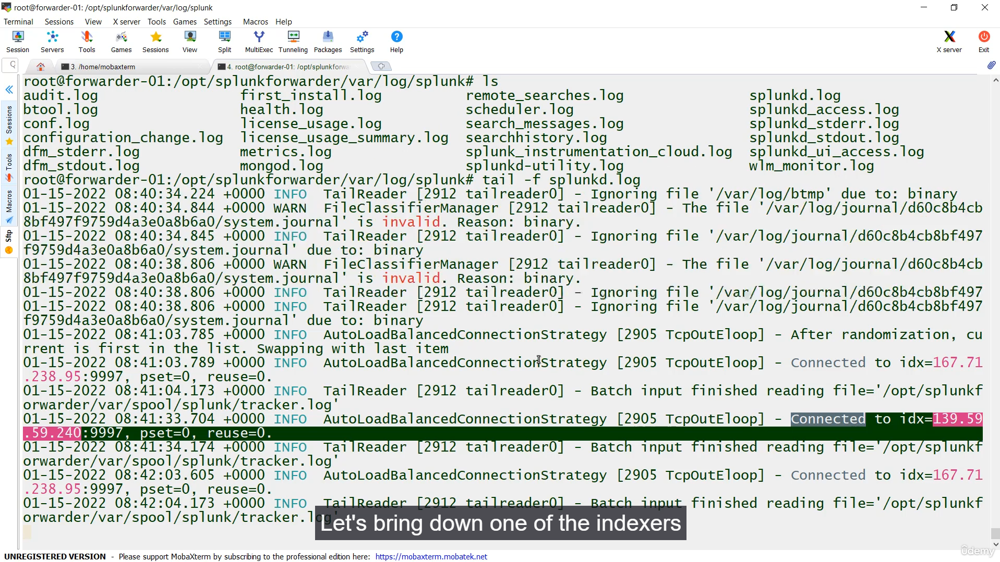 root@forwarder-01: /opt/splunkforwarder/var/log/splunk
Terminal Sessions View X server Tools Games Settings Macros Help
Session Servers Tools Games Sessions View Split MultiExec Tunneling Packages Settings Help X server Exit
3. /home/mobaxterm 4. root@forwarder-01: /opt/splunkforwa
Sessions
Tools
Macros
Sftp
root@forwarder-01:/opt/splunkforwarder/var/log/splunk# ls
audit.log first_install.log remote_searches.log splunkd.log
btool.log health.log scheduler.log splunkd_access.log
conf.log license_usage.log search_messages.log splunkd_stderr.log
configuration_change.log license_usage_summary.log searchhistory.log splunkd_stdout.log
dfm_stderr.log metrics.log splunk_instrumentation_cloud.log splunkd_ui_access.log
dfm_stdout.log mongod.log splunkd-utility.log wlm_monitor.log
root@forwarder-01:/opt/splunkforwarder/var/log/splunk# tail -f splunkd.log
01-15-2022 08:40:34.224 +0000 INFO TailReader [2912 tailreader0] - Ignoring file '/var/log/btmp' due to: binary
01-15-2022 08:40:34.844 +0000 WARN FileClassifierManager [2912 tailreader0] - The file '/var/log/journal/d60c8b4cb
8bf497f9759d4a3e0a8b6a0/system.journal' is invalid. Reason: binary.
01-15-2022 08:40:34.845 +0000 INFO TailReader [2912 tailreader0] - Ignoring file '/var/log/journal/d60c8b4cb8bf497
f9759d4a3e0a8b6a0/system.journal' due to: binary
01-15-2022 08:40:38.806 +0000 WARN FileClassifierManager [2912 tailreader0] - The file '/var/log/journal/d60c8b4cb
8bf497f9759d4a3e0a8b6a0/system.journal' is invalid. Reason: binary.
01-15-2022 08:40:38.806 +0000 INFO TailReader [2912 tailreader0] - Ignoring file '/var/log/journal/d60c8b4cb8bf497
01-15-2022 08:40:38.806 +0000 INFO TailReader [2912 tailreader0] - Ignoring file '/var/log/journal/d60c8b4cb8bf497
f9759d4a3e0a8b6a0/system.journal' due to: binary
01-15-2022 08:41:03.785 +0000 INFO AutoLoadBalancedConnectionStrategy [2905 TcpOutEloop] - After randomization, cu
rrent is first in the list. Swapping with last item
01-15-2022 08:41:03.789 +0000 INFO AutoLoadBalancedConnectionStrategy [2905 TcpOutEloop] - Connected to idx=167.71
.238.95:9997, pset=0, reuse=0.
01-15-2022 08:41:04.173 +0000 INFO TailReader [2912 tailreader0] - Batch input finished reading file='/opt/splunkf
orwarder/var/spool/splunk/tracker.log'
01-15-2022 08:41:33.704 +0000 INFO AutoLoadBalancedConnectionStrategy [2905 TcpOutEloop] - Connected to idx=139.59
.59.240:9997, pset=0, reuse=0.
01-15-2022 08:41:34.174 +0000 INFO TailReader [2912 tailreader0] - Batch input finished reading file='/opt/splunkf
orwarder/var/spool/splunk/tracker.log'
01-15-2022 08:42:03.605 +0000 INFO AutoLoadBalancedConnectionStrategy [2905 TcpOutEloop] - Connected to idx=167.71
.238.95:9997, pset=0, reuse=0.
01-15-2022 08:42:04.173 +0000 INFO TailReader [2912 tailreader0] - Batch input finished reading file='/opt/splunkf
orwarder/var/spool/splunk/tracker.log'
Let's bring down one of the indexers
UNREGISTERED VERSION - Please support MobaXterm by subscribing to the professional edition here: https://mobaxterm.mobatek.net
Udemy